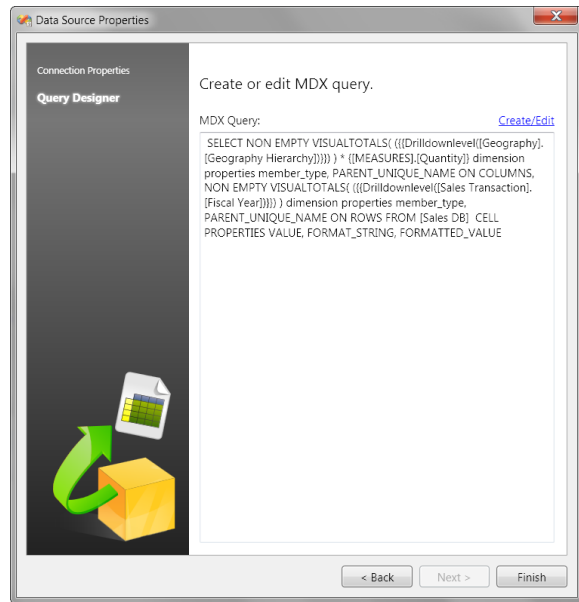 Data Source Properties
Connection Properties
Query Designer
Create or edit MDX query.
MDX Query:
Create/Edit
SELECT NON EMPTY VISUALTOTALS( ({{Drilldownlevel([Geography].
[Geography Hierarchy])}}) ) * {[MEASURES].[Quantity]} dimension
properties member_type, PARENT_UNIQUE_NAME ON COLUMNS,
NON EMPTY VISUALTOTALS( ({{Drilldownlevel([Sales Transaction].
[Fiscal Year])}}) ) dimension properties member_type,
PARENT_UNIQUE_NAME ON ROWS FROM [Sales DB]  CELL
PROPERTIES VALUE, FORMAT_STRING, FORMATTED_VALUE
< Back
Next >
Finish